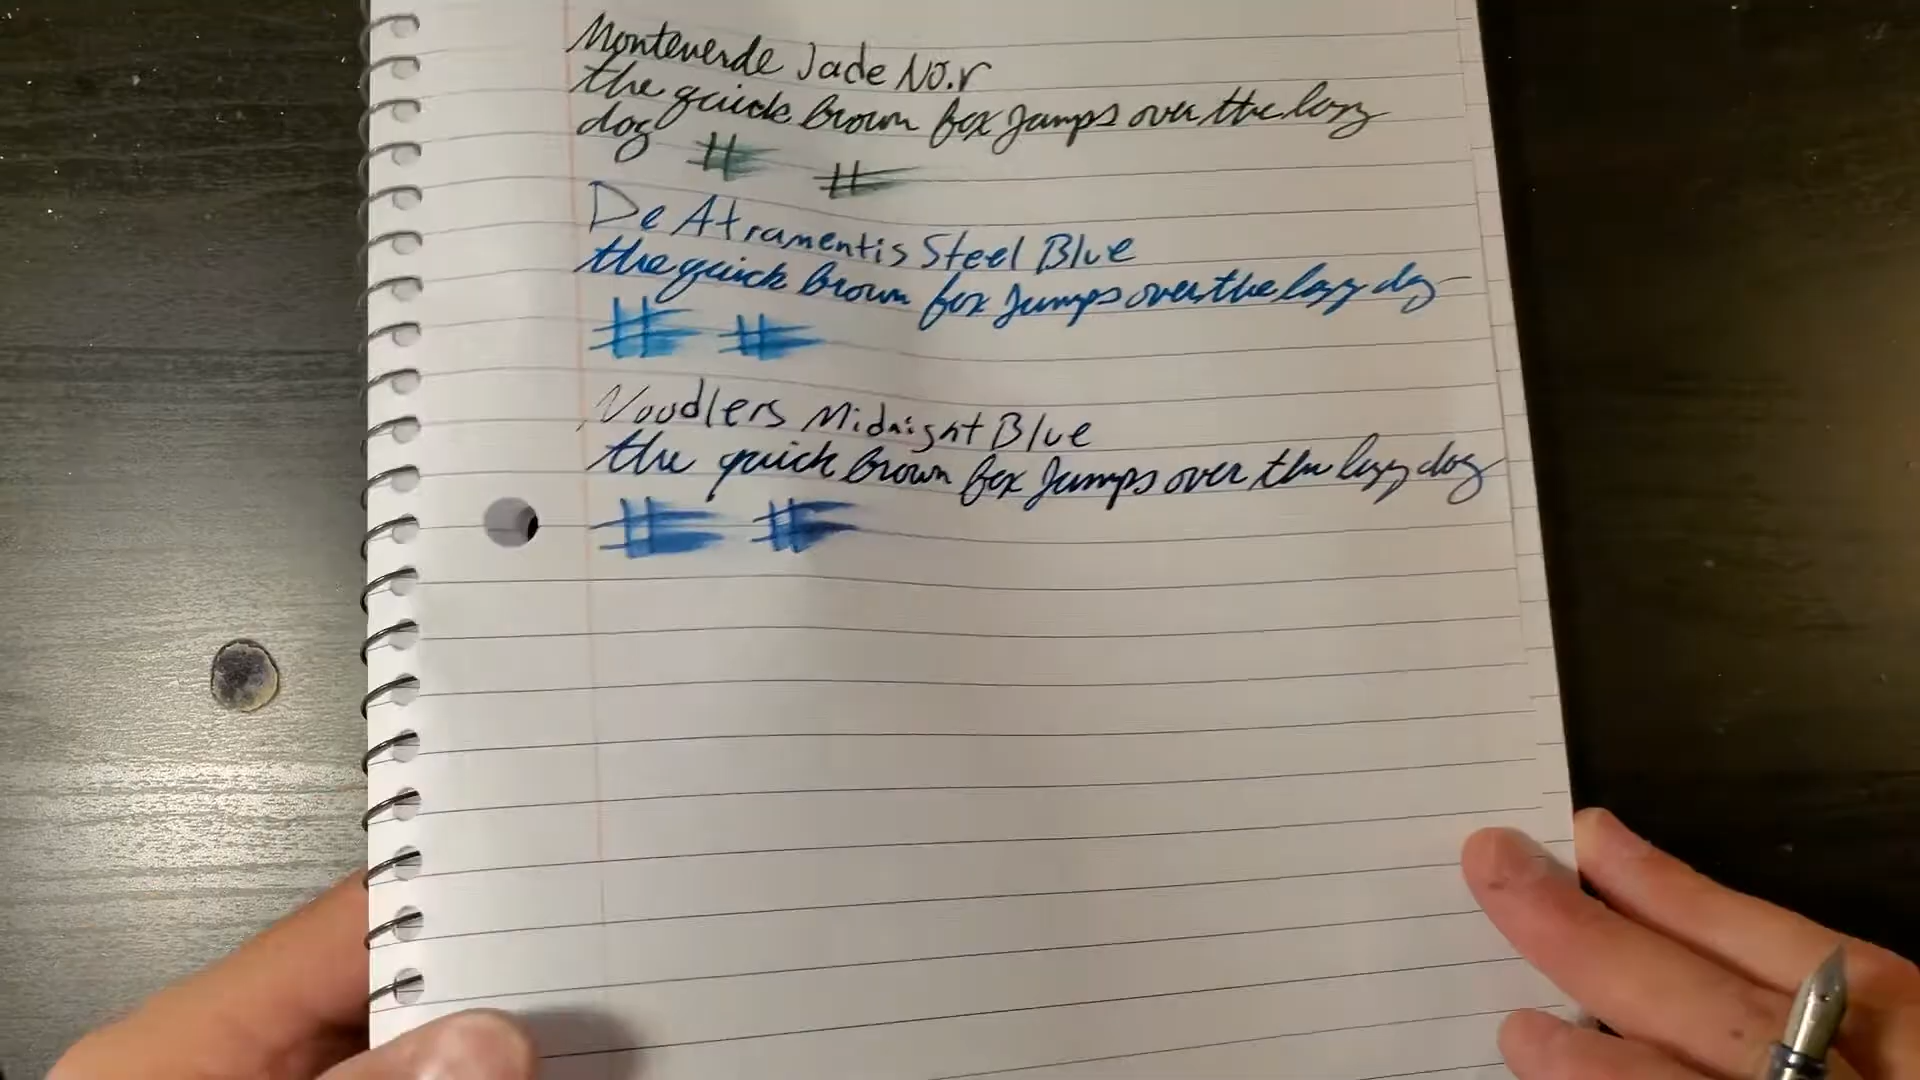 Monteverde Jade No.r
the quick brown fox jumps over the lazy
dog # #
De Atramentis Steel Blue
the quick brown fox jumps over the lazy dog
# #
Noodlers Midnight Blue
the quick brown fox jumps over the lazy dog
# #